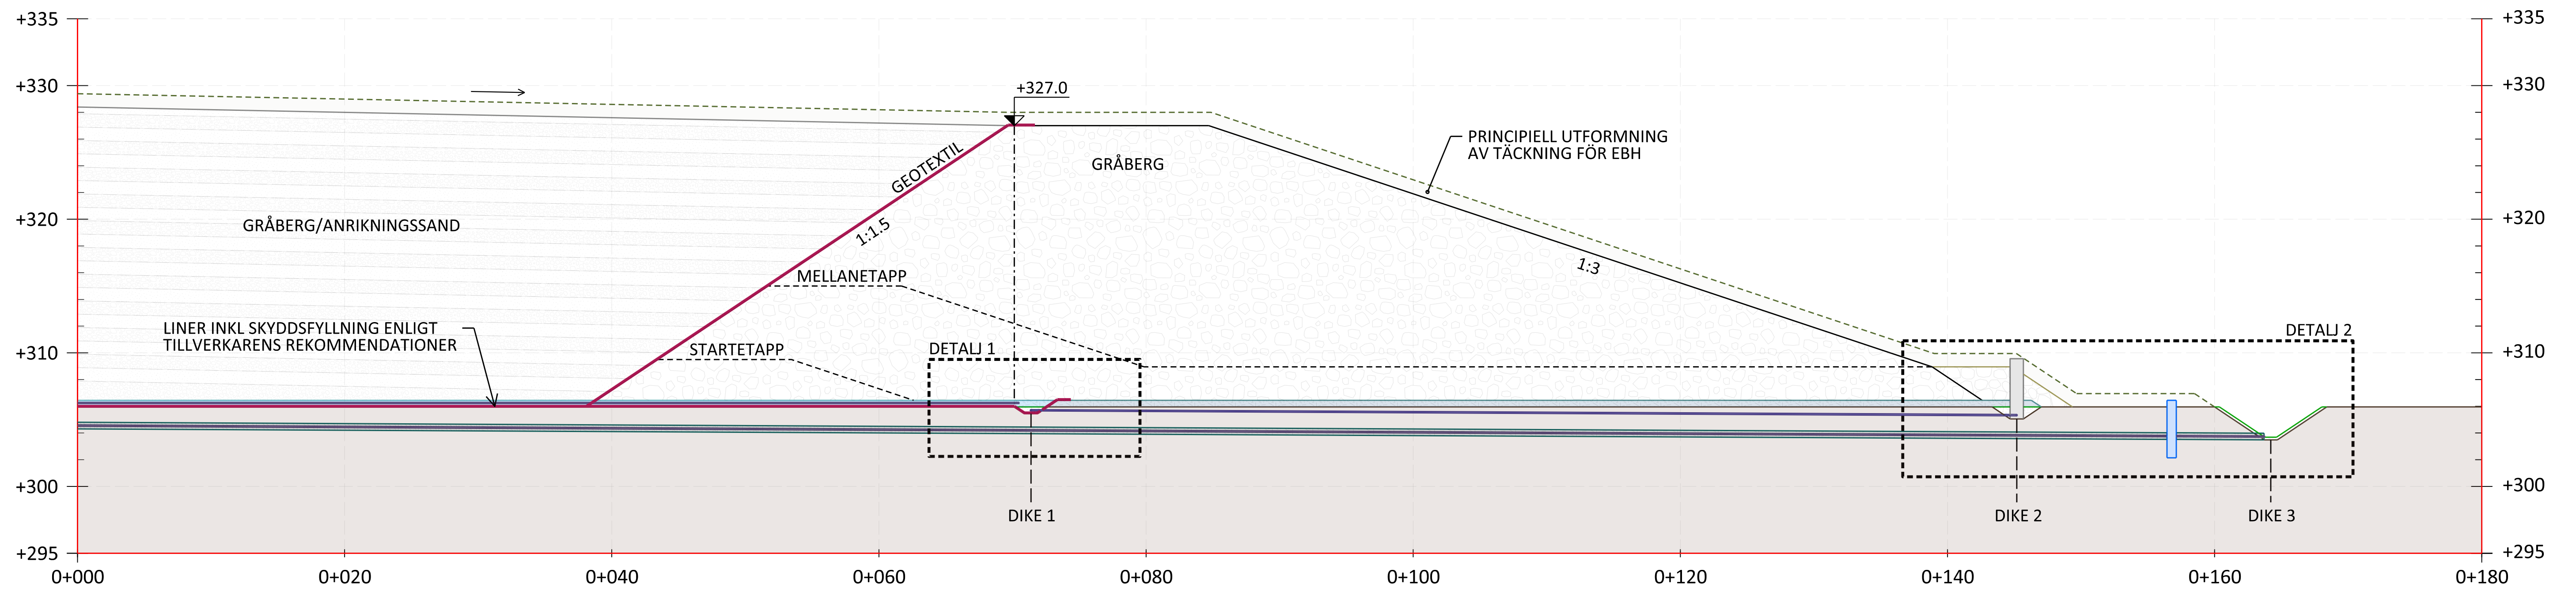 +335
+335
+330
+330
+327.0
PRINCIPIELL UTFORMNING
AV TÄCKNING FÖR EBH
GEOTEXTIL
GRÅBERG
+320
+320
GRÅBERG/ANRIKNINGSSAND
1:1.5
1:3
MELLANETAPP
LINER INKL SKYDDSFYLLNING ENLIGT
TILLVERKARENS REKOMMENDATIONER
DETALJ 2
STARTETAPP
DETALJ 1
+310
+310
+300
+300
DIKE 1
DIKE 2
DIKE 3
+295
+295
0+000
0+020
0+040
0+060
0+080
0+100
0+120
0+140
0+160
0+180